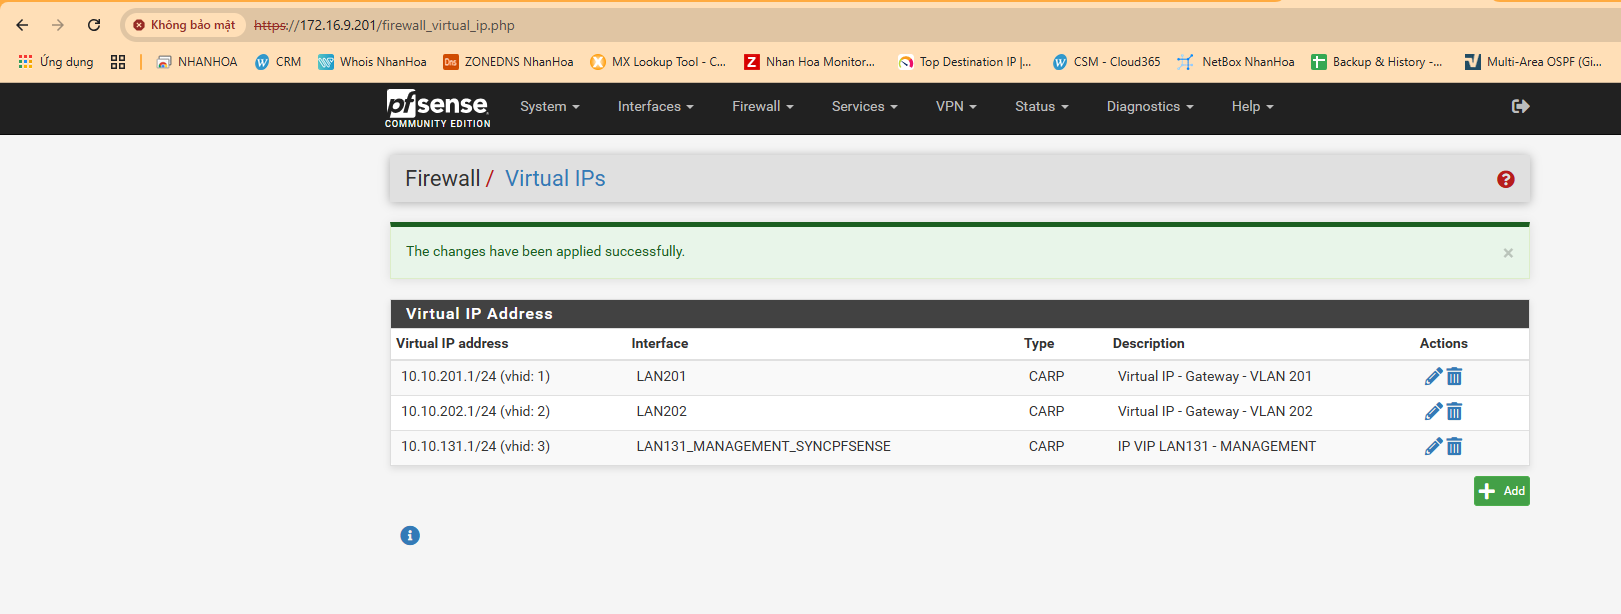 Không bảo mật https://172.16.9.201/firewall_virtual_ip.php
Ứng dụng NHANHOA CRM Whois NhanHoa Dns ZONEDNS NhanHoa MX Lookup Tool - C... Z Nhan Hoa Monitor... Top Destination IP |... CSM - Cloud365 NetBox NhanHoa Backup & History -... Multi-Area OSPF (Gi...
pfsense System Interfaces Firewall Services VPN Status Diagnostics Help
COMMUNITY EDITION
Firewall / Virtual IPs
The changes have been applied successfully. ×
Virtual IP Address
Virtual IP address Interface Type Description Actions
10.10.201.1/24 (vhid: 1) LAN201 CARP Virtual IP - Gateway - VLAN 201
10.10.202.1/24 (vhid: 2) LAN202 CARP Virtual IP - Gateway - VLAN 202
10.10.131.1/24 (vhid: 3) LAN131_MANAGEMENT_SYNCPFSENSE CARP IP VIP LAN131 - MANAGEMENT
Add